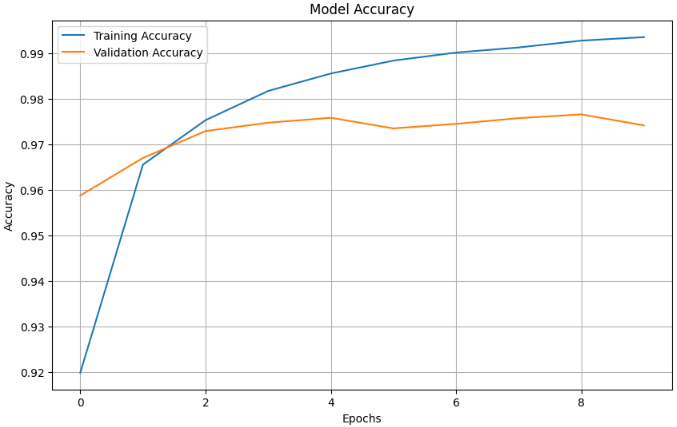 Model Accuracy
Training Accuracy
Validation Accuracy
Accuracy
0.99
0.98
0.97
0.96
0.95
0.94
0.93
0.92
0 2 4 6 8
Epochs